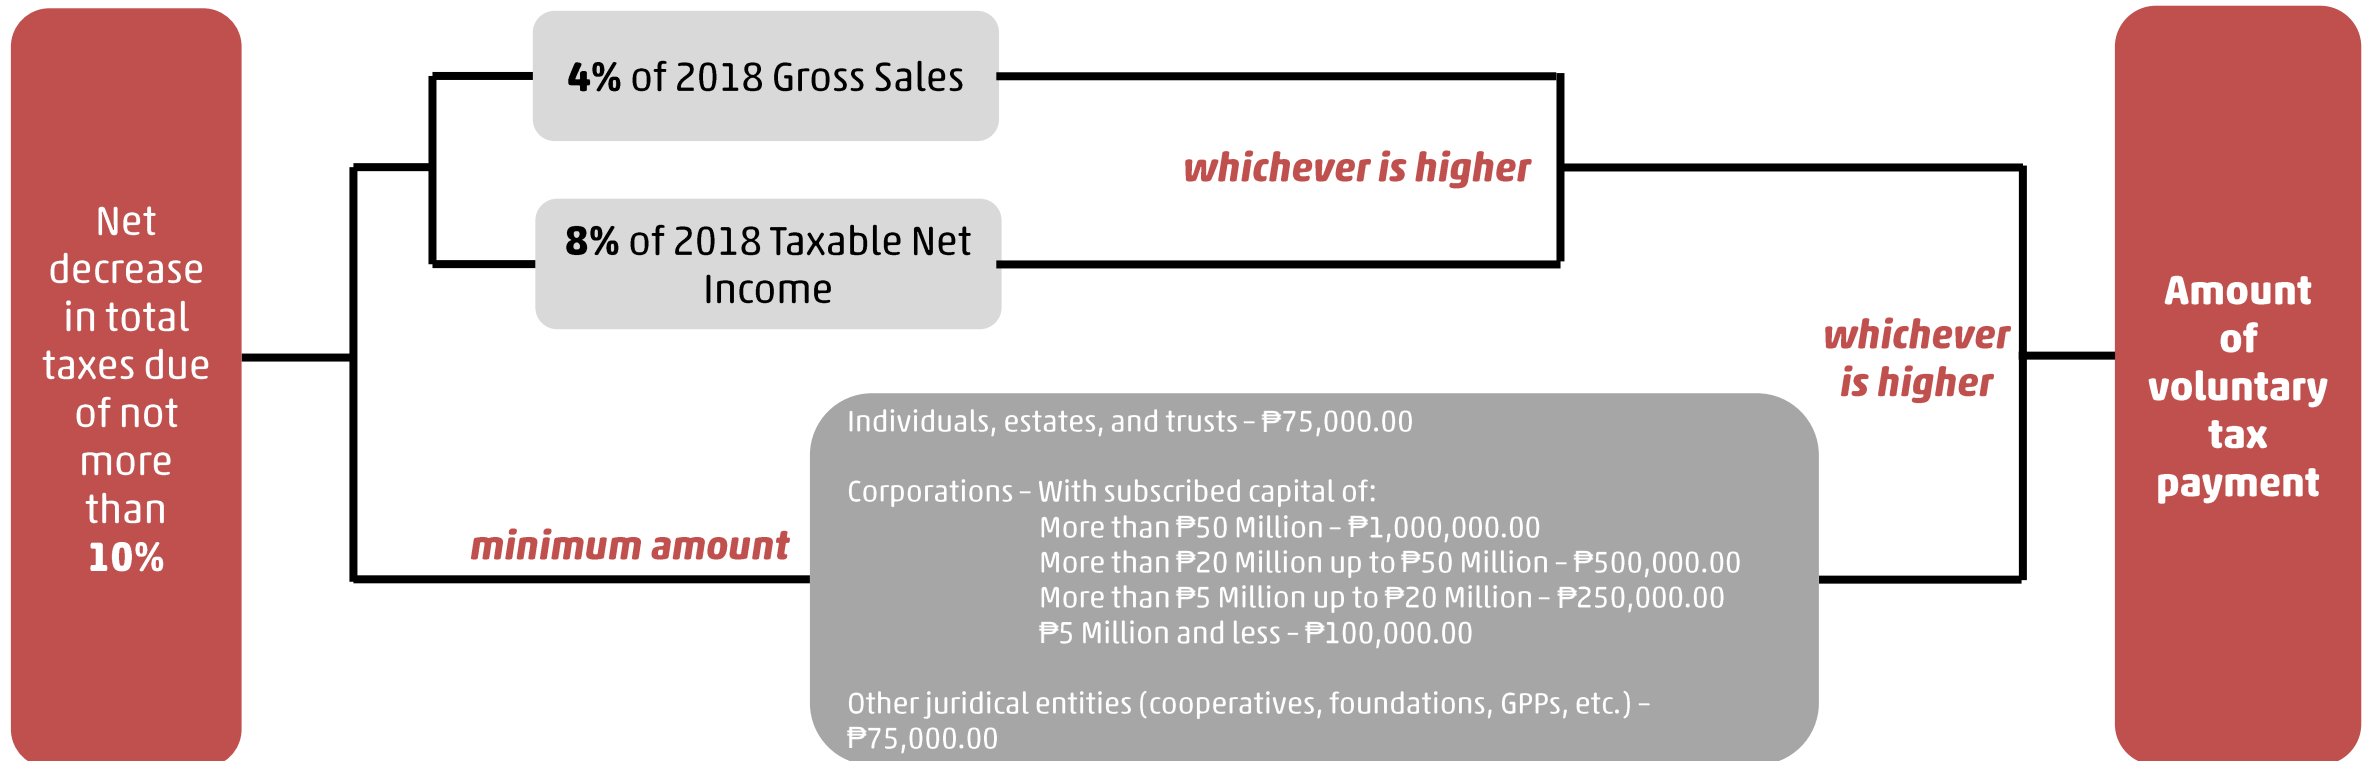 Net
decrease
in total
taxes due
of not
more
than
10%
4% of 2018 Gross Sales
8% of 2018 Taxable Net
Income
whichever is higher
minimum amount
Individuals, estates, and trusts – ₱75,000.00
Corporations – With subscribed capital of:
More than ₱50 Million – ₱1,000,000.00
More than ₱20 Million up to ₱50 Million – ₱500,000.00
More than ₱5 Million up to ₱20 Million – ₱250,000.00
₱5 Million and less – ₱100,000.00
Other juridical entities (cooperatives, foundations, GPPs, etc.) –
₱75,000.00
whichever
is higher
Amount
of
voluntary
tax
payment